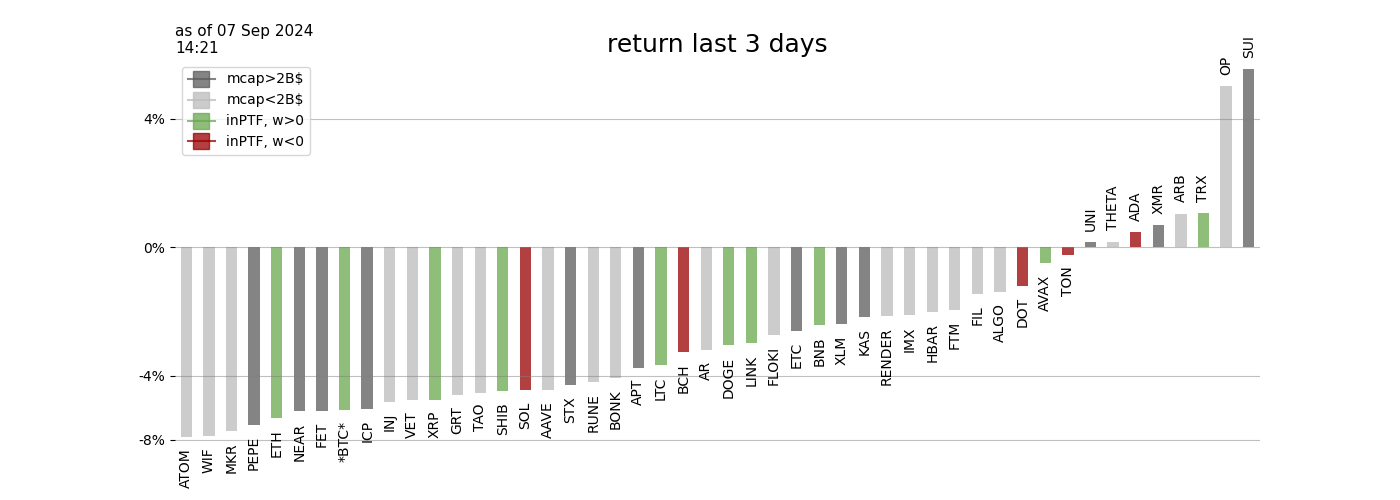 as of 07 Sep 2024
14:21
return last 3 days
mcap>2B$
mcap<2B$
inPTF, w>0
inPTF, w<0
4%
0%
-4%
-8%
ATOM
WIF
MKR
PEPE
ETH
NEAR
FET
*BTC*
ICP
INJ
VET
XRP
GRT
TAO
SHIB
SOL
AAVE
STX
RUNE
BONK
APT
LTC
BCH
AR
DOGE
LINK
FLOKI
ETC
BNB
XLM
KAS
RENDER
IMX
HBAR
FTM
FIL
ALGO
DOT
AVAX
TON
UNI
THETA
ADA
XMR
ARB
TRX
OP
SUI